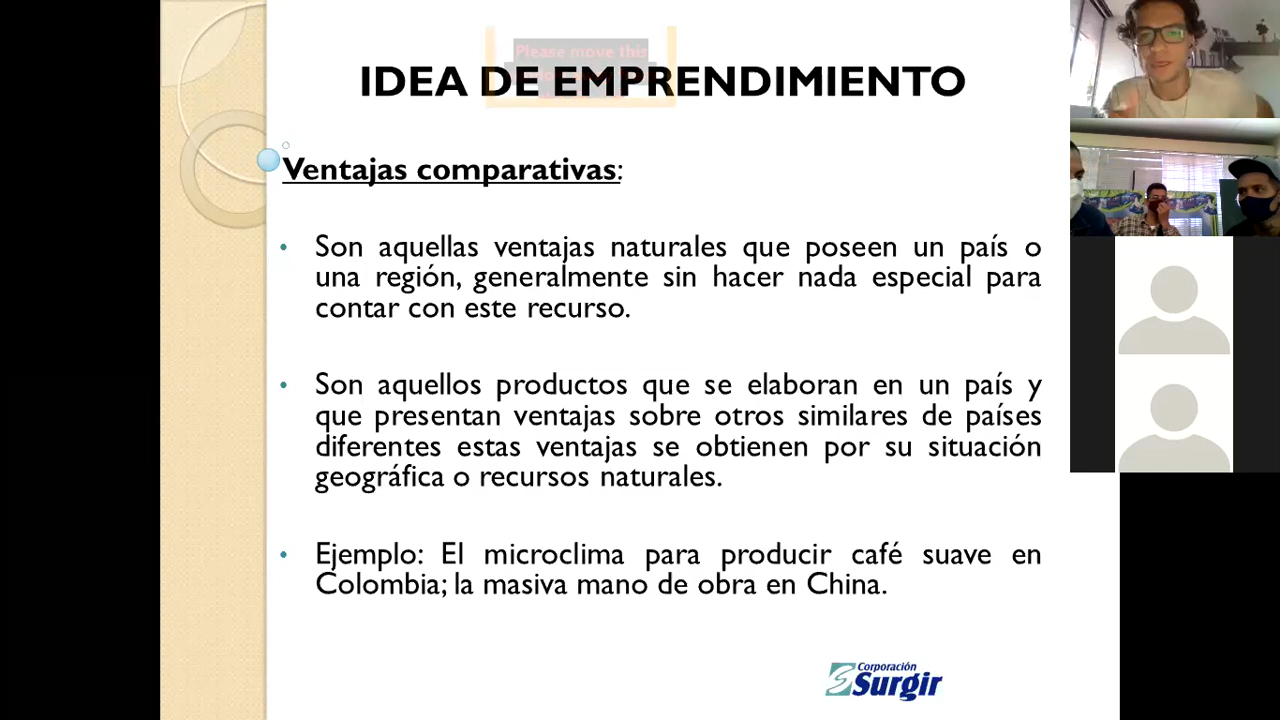 Please move this
IDEA DE EMPRENDIMIENTO
Ventajas comparativas:
• Son aquellas ventajas naturales que poseen un país o
una región, generalmente sin hacer nada especial para
contar con este recurso.
• Son aquellos productos que se elaboran en un país y
que presentan ventajas sobre otros similares de países
diferentes estas ventajas se obtienen por su situación
geográfica o recursos naturales.
• Ejemplo: El microclima para producir café suave en
Colombia; la masiva mano de obra en China.
Corporación
Surgir